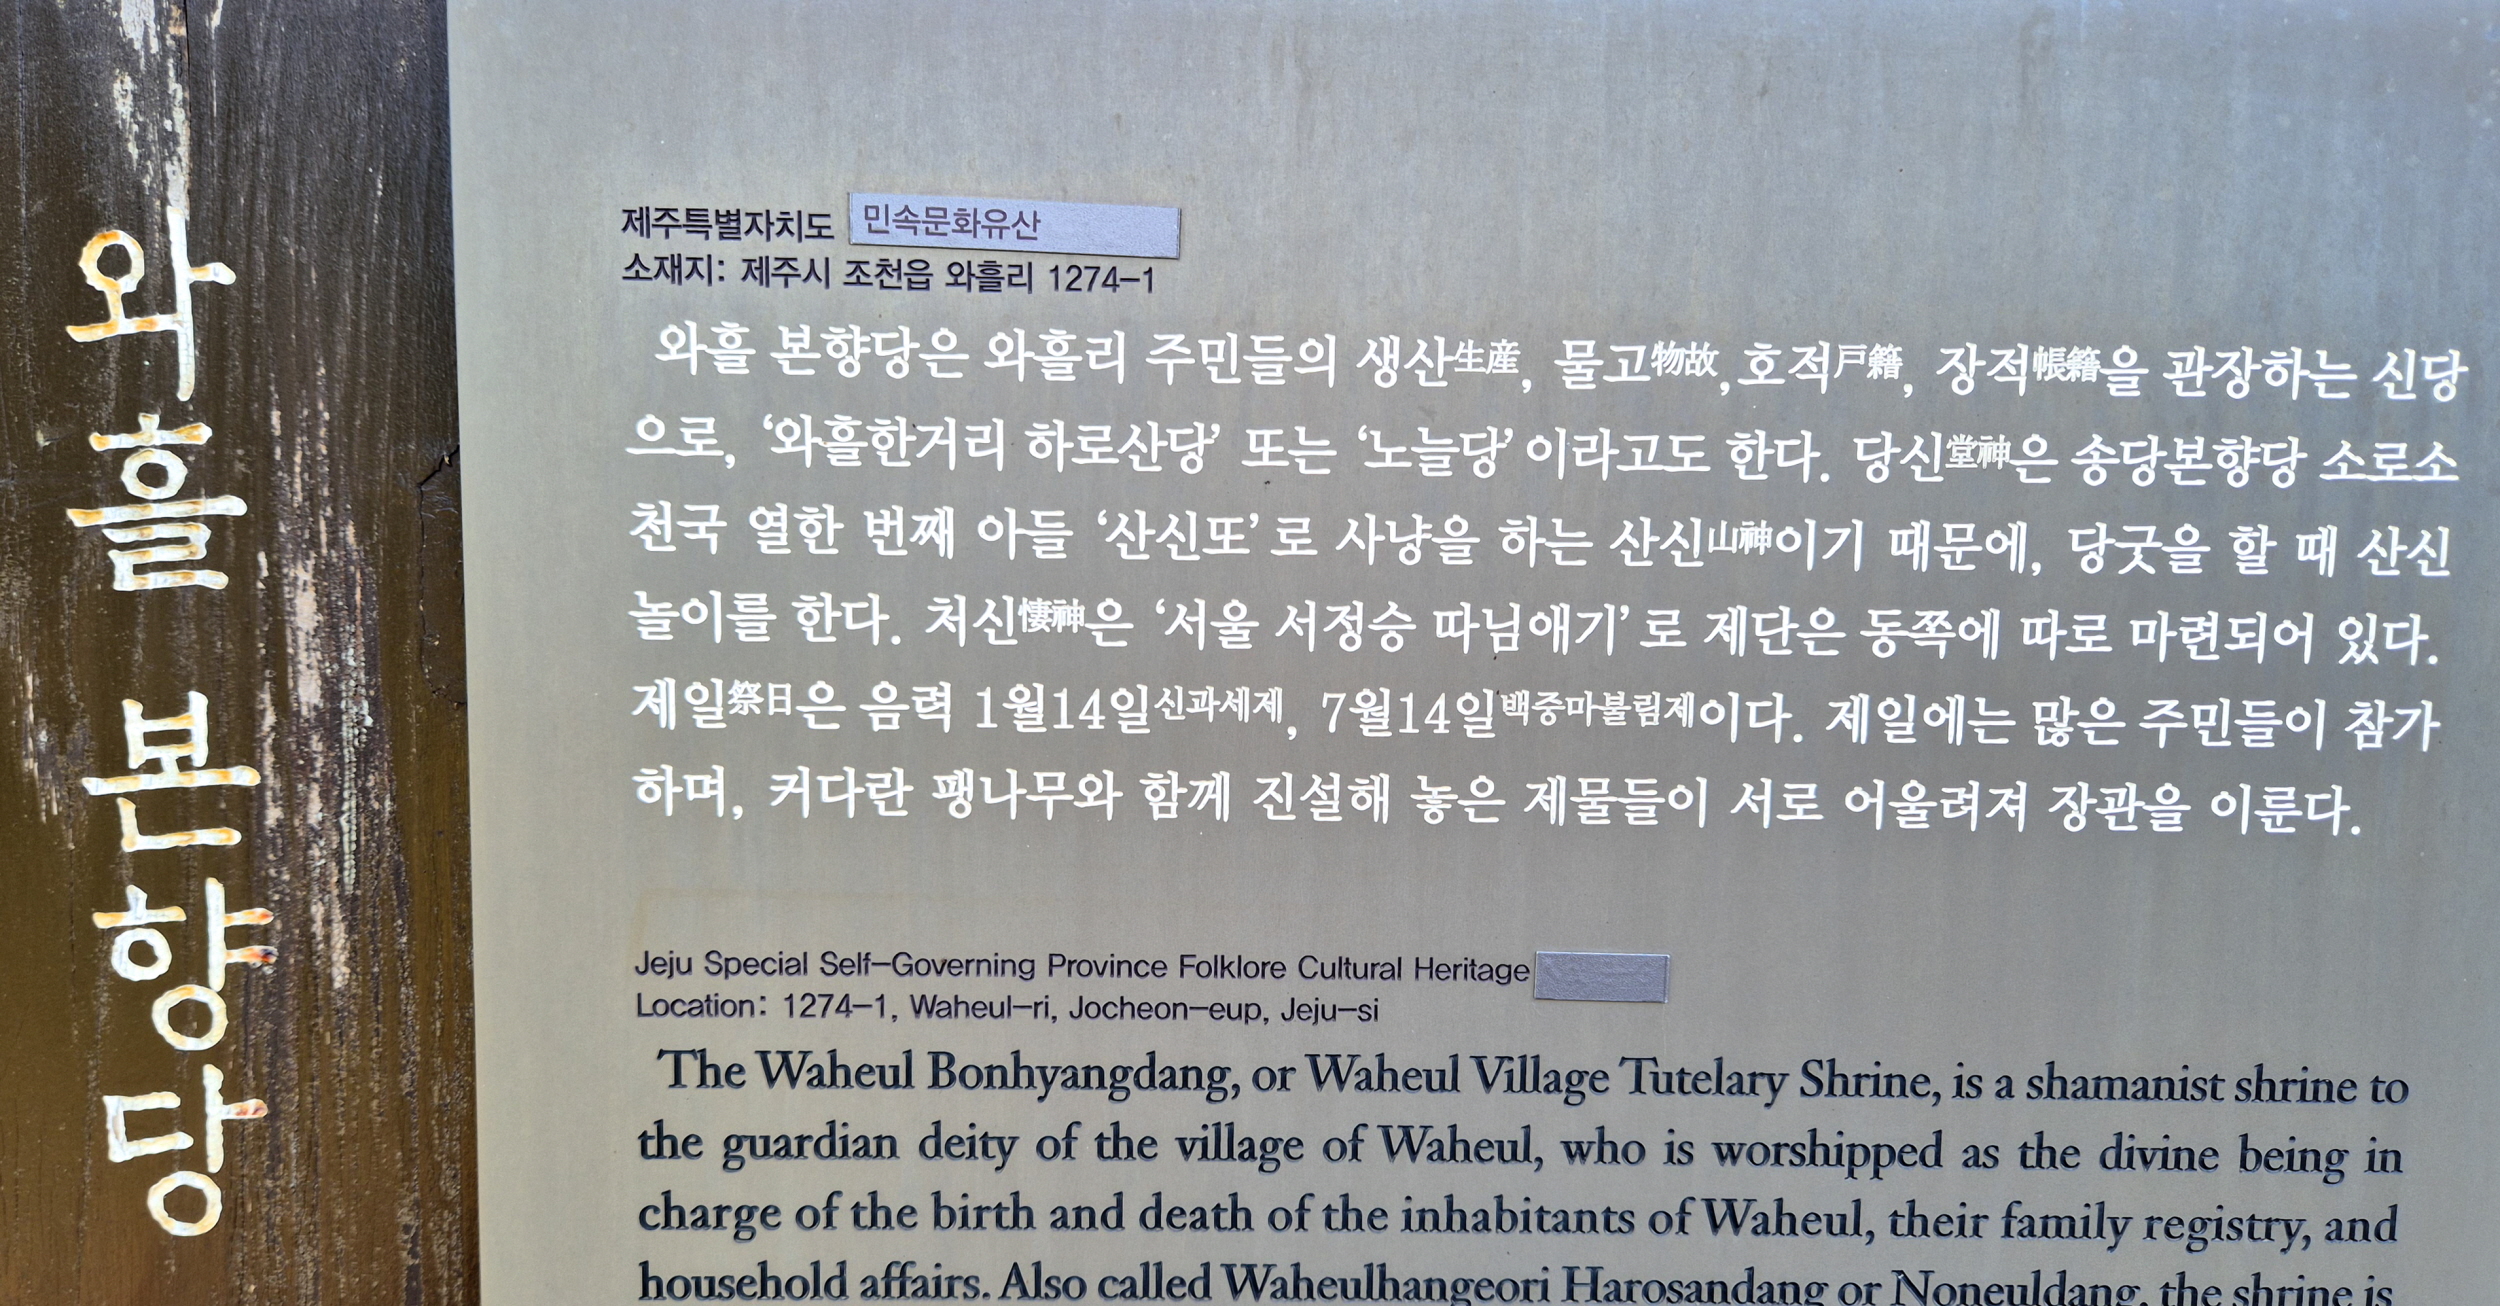 와흘 본향당
제주특별자치도 민속문화유산
소재지: 제주시 조천읍 와흘리 1274-1
와흘 본향당은 와흘리 주민들의 생산生産, 물고物故, 호적戶籍, 장적帳籍을 관장하는 신당
으로, ‘와흘한거리 하로산당’ 또는 ‘노늘당’이라고도 한다. 당신堂神은 송당본향당 소로소
천국 열한 번째 아들 ‘산신또’로 사냥을 하는 산신山神이기 때문에, 당굿을 할 때 산신
놀이를 한다. 처신悽神은 ‘서울 서정승 따님애기’로 제단은 동쪽에 따로 마련되어 있다.
제일祭日은 음력 1월14일신과세제, 7월14일백중마불림제이다. 제일에는 많은 주민들이 참가
하며, 커다란 팽나무와 함께 진설해 놓은 제물들이 서로 어울려져 장관을 이룬다.
Jeju Special Self-Governing Province Folklore Cultural Heritage
Location: 1274-1, Waheul-ri, Jocheon-eup, Jeju-si
The Waheul Bonhyangdang, or Waheul Village Tutelary Shrine, is a shamanist shrine to
the guardian deity of the village of Waheul, who is worshipped as the divine being in
charge of the birth and death of the inhabitants of Waheul, their family registry, and
household affairs. Also called Waheulhangeori Harosandang or Noneuldang, the shrine is